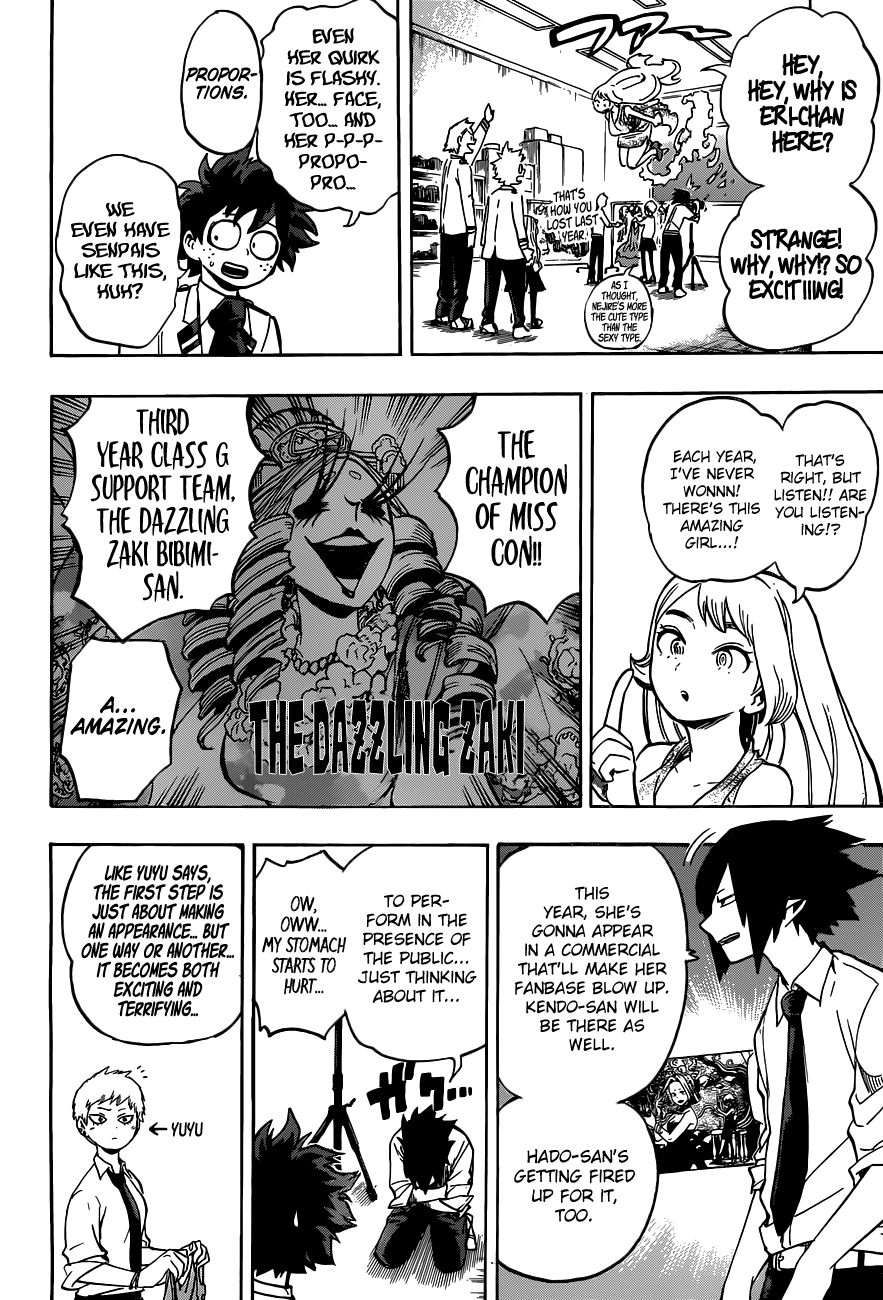 HEY,
HEY, WHY IS
ERI-CHAN
HERE?
STRANGE!
WHY, WHY!? SO
EXCITIIING!
ファァー
THAT'S
HOW YOU
LOST LAST
YEAR.
AS I
THOUGHT,
NEJIRE'S MORE
THE CUTE TYPE
THAN THE
SEXY TYPE.
EVEN
HER QUIRK
IS FLASHY.
HER... FACE,
TOO... AND
HER P-P-P-
PROPO-
PRO...
PROPOR-
TIONS.
WE
EVEN HAVE
SENPAIS
LIKE THIS,
HUH?
THAT'S
RIGHT, BUT
LISTEN!! ARE
YOU LISTEN-
ING!?
EACH YEAR,
I'VE NEVER
WONNN!
THERE'S THIS
AMAZING
GIRL...!
THE
CHAMPION
OF MISS
CON!!
THIRD
YEAR CLASS G
SUPPORT TEAM,
THE DAZZLING
ZAKI BIBIMI-
SAN.
THE DAZZLING ZAKI
A...
AMAZING.
THIS
YEAR, SHE'S
GONNA APPEAR
IN A COMMERCIAL
THAT'LL MAKE HER
FANBASE BLOW UP.
KENDO-SAN WILL
BE THERE AS
WELL.
HADO-SAN'S
GETTING FIRED
UP FOR IT,
TOO.
TO PER-
FORM IN THE
PRESENCE OF
THE PUBLIC...
JUST THINKING
ABOUT IT...
OW,
OWW...
MY STOMACH
STARTS TO
HURT...
ガク…
LIKE YUYU SAYS,
THE FIRST STEP IS
JUST ABOUT MAKING
AN APPEARANCE... BUT
ONE WAY OR ANOTHER...
IT BECOMES BOTH
EXCITING AND
TERRIFYING...
←YUYU